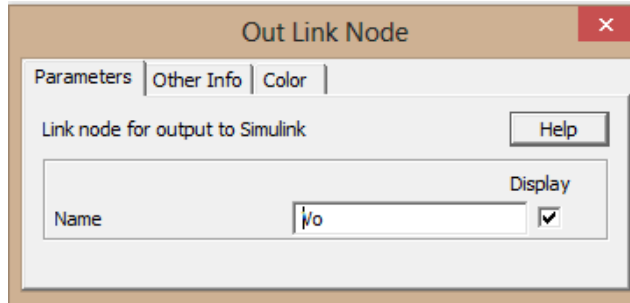 Out Link Node
Parameters Other Info Color
Link node for output to Simulink Help
Display
Name Vo